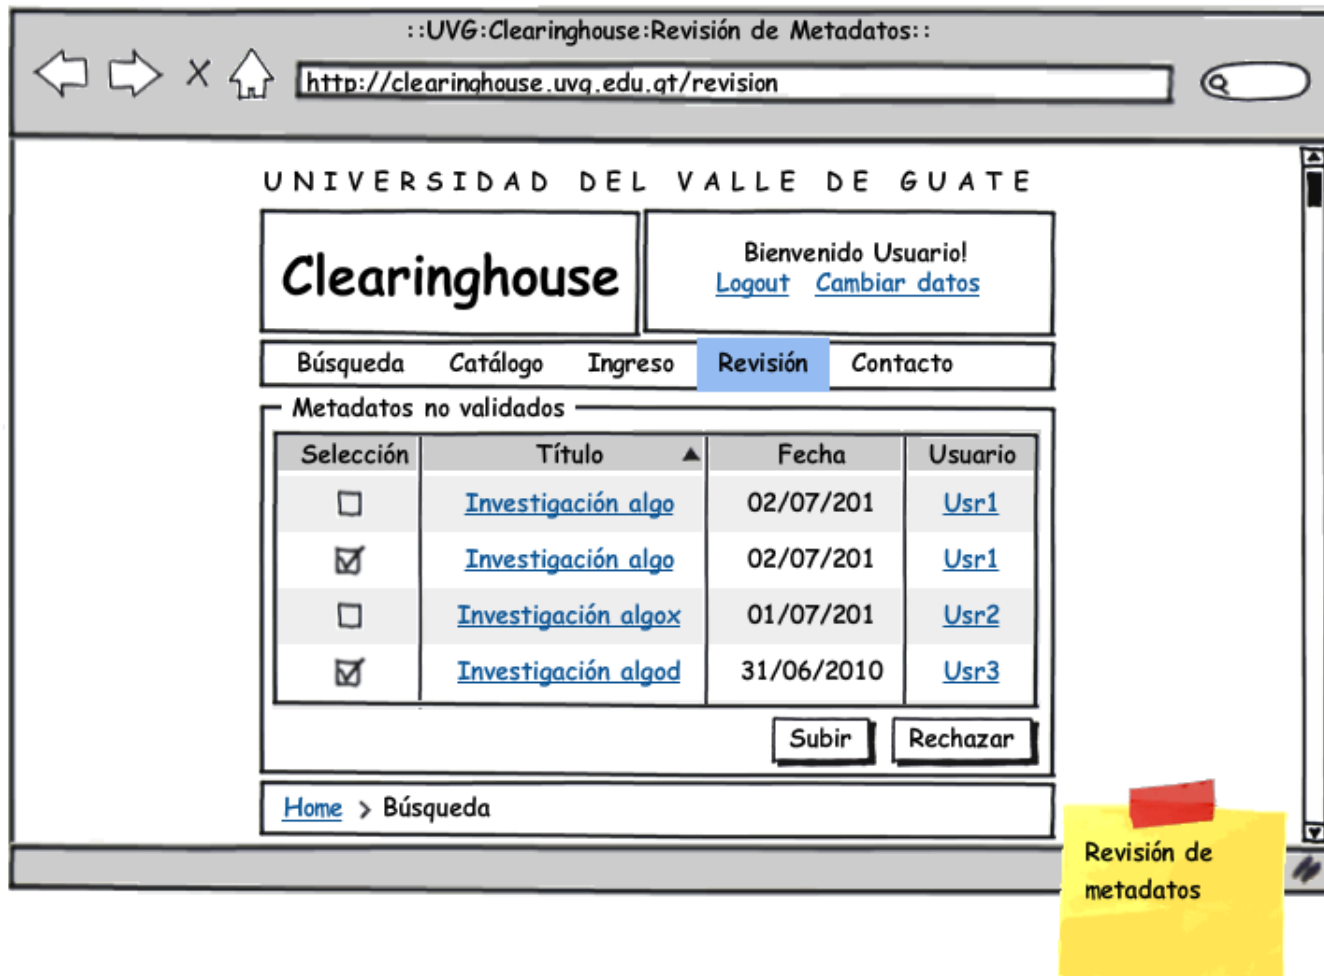 ::UVG:Clearinghouse:Revisión de Metadatos::
http://clearinghouse.uvg.edu.gt/revision
UNIVERSIDAD DEL VALLE DE GUATE
Clearinghouse
Bienvenido Usuario!
Logout Cambiar datos
Búsqueda Catálogo Ingreso Revisión Contacto
Metadatos no validados
Selección Título Fecha Usuario
Investigación algo 02/07/201 Usr1
Investigación algo 02/07/201 Usr1
Investigación algox 01/07/201 Usr2
Investigación algod 31/06/2010 Usr3
Subir Rechazar
Home > Búsqueda
Revisión de
metadatos